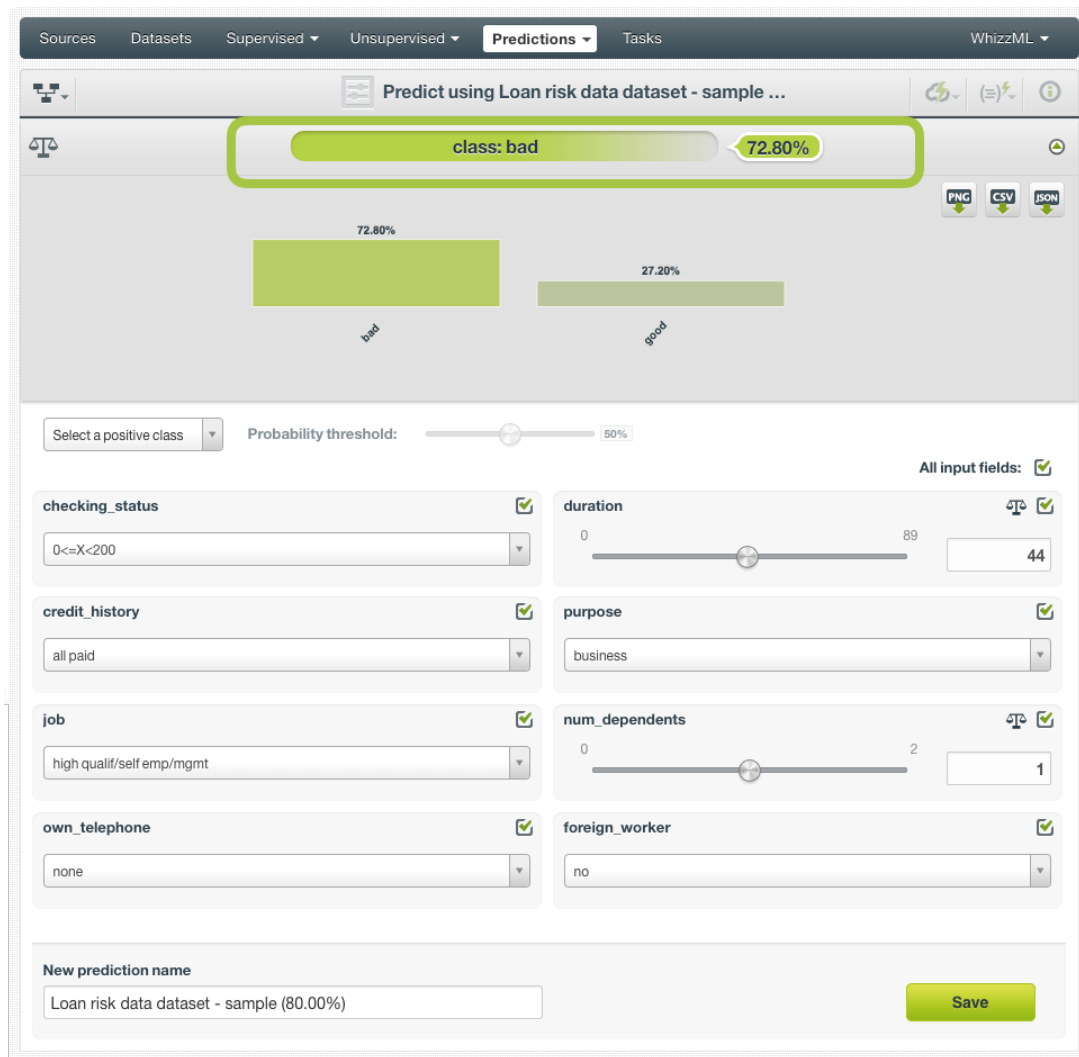 Sources Datasets Supervised Unsupervised Predictions Tasks WhizzML
Predict using Loan risk data dataset - sample ...
class: bad 72.80%
PNG CSV JSON
72.80%
27.20%
bad good
Select a positive class Probability threshold: 50%
All input fields:
checking_status duration
0 89
0<=X<200 44
credit_history purpose
all paid business
job num_dependents
0 2
high qualif/self emp/mgmt 1
own_telephone foreign_worker
none no
New prediction name
Loan risk data dataset - sample (80.00%) Save